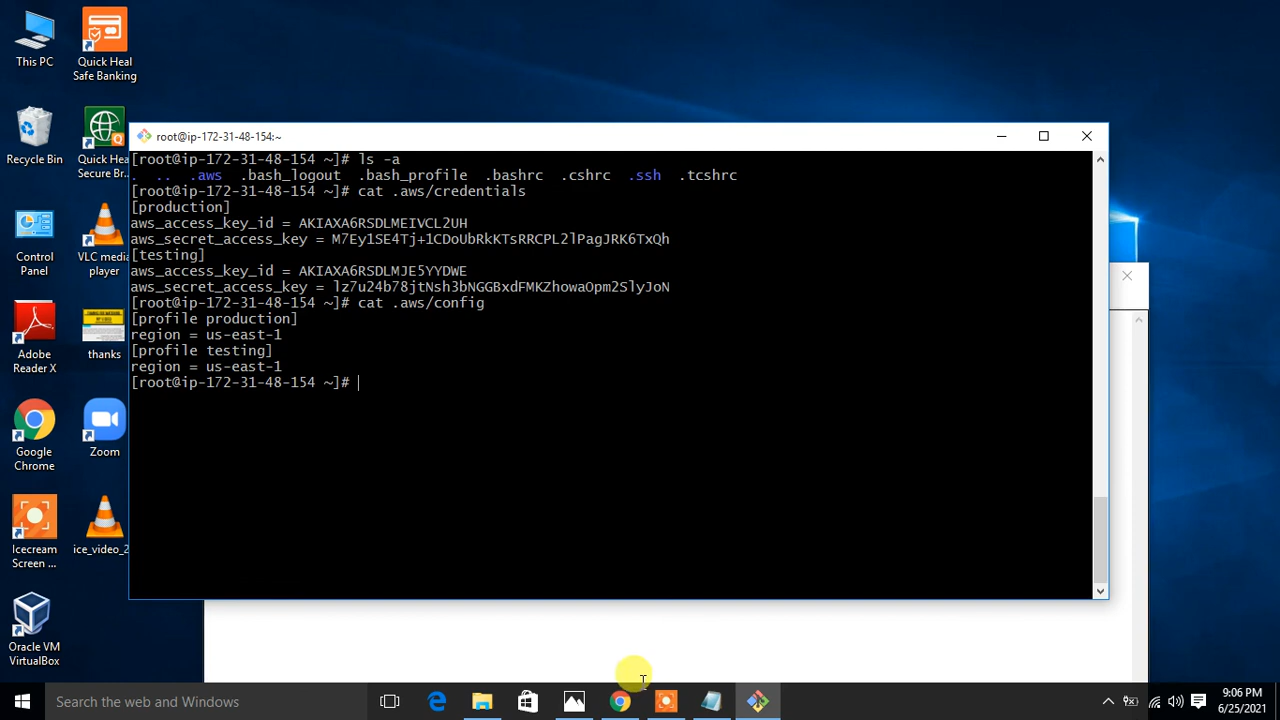 This PC
Quick Heal
Safe Banking
Recycle Bin
Quick Hea
Secure Br...
Control
Panel
VLC media
player
Adobe
Reader X
thanks
Google
Chrome
Zoom
Icecream
Screen ...
ice_video_2
Oracle VM
VirtualBox
root@ip-172-31-48-154:~
[root@ip-172-31-48-154 ~]# ls -a
. .. .aws .bash_logout .bash_profile .bashrc .cshrc .ssh .tcshrc
[root@ip-172-31-48-154 ~]# cat .aws/credentials
[production]
aws_access_key_id = AKIAXA6RSDLMEIVCL2UH
aws_secret_access_key = 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
[testing]
aws_access_key_id = AKIAXA6RSDLMJE5YYDWE
aws_secret_access_key = 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
[root@ip-172-31-48-154 ~]# cat .aws/config
[profile production]
region = us-east-1
[profile testing]
region = us-east-1
[root@ip-172-31-48-154 ~]#
Search the web and Windows
9:06 PM
6/25/2021